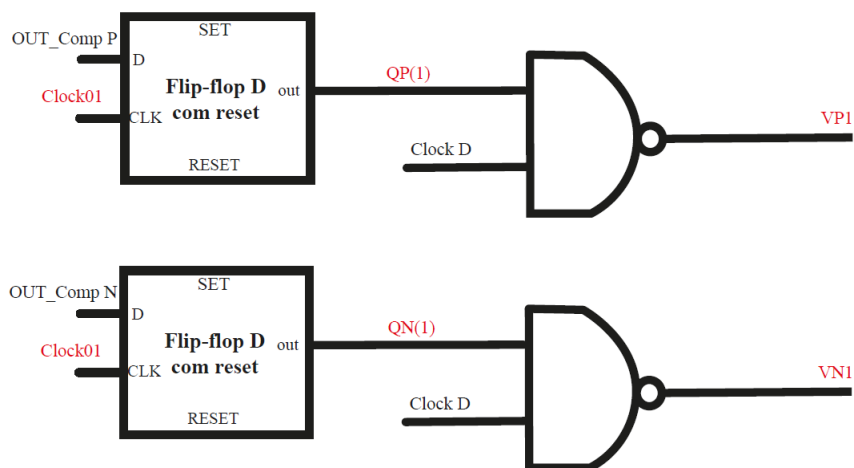 SET
OUT_Comp P
D
Flip-flop D
com reset
out
QP(1)
Clock01
CLK
RESET
Clock D
VP1
SET
OUT_Comp N
D
Flip-flop D
com reset
out
QN(1)
Clock01
CLK
RESET
Clock D
VN1